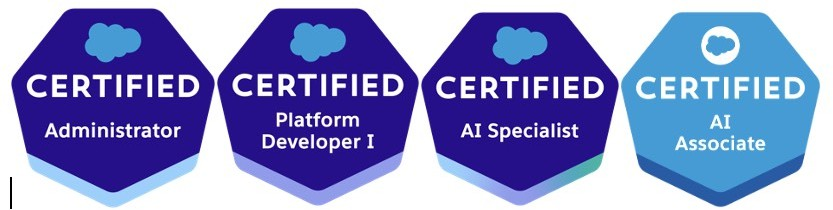 CERTIFIED
Administrator
CERTIFIED
Platform
Developer I
CERTIFIED
AI Specialist
CERTIFIED
AI
Associate